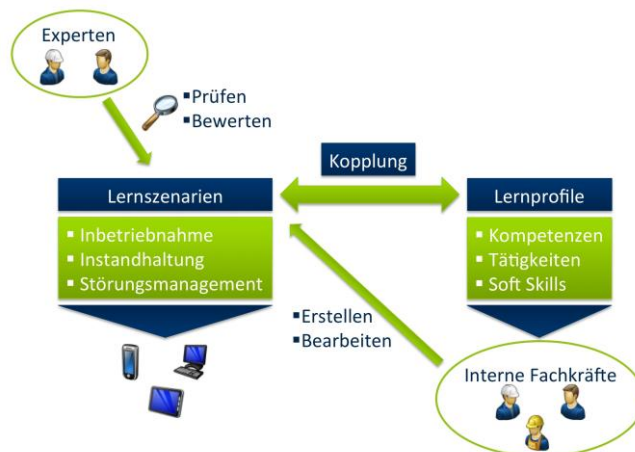 Experten
▪Prüfen
▪Bewerten
Kopplung
Lernszenarien
▪ Inbetriebnahme
▪ Instandhaltung
▪ Störungsmanagement
Lernprofile
▪ Kompetenzen
▪ Tätigkeiten
▪ Soft Skills
▪Erstellen
▪Bearbeiten
Interne Fachkräfte